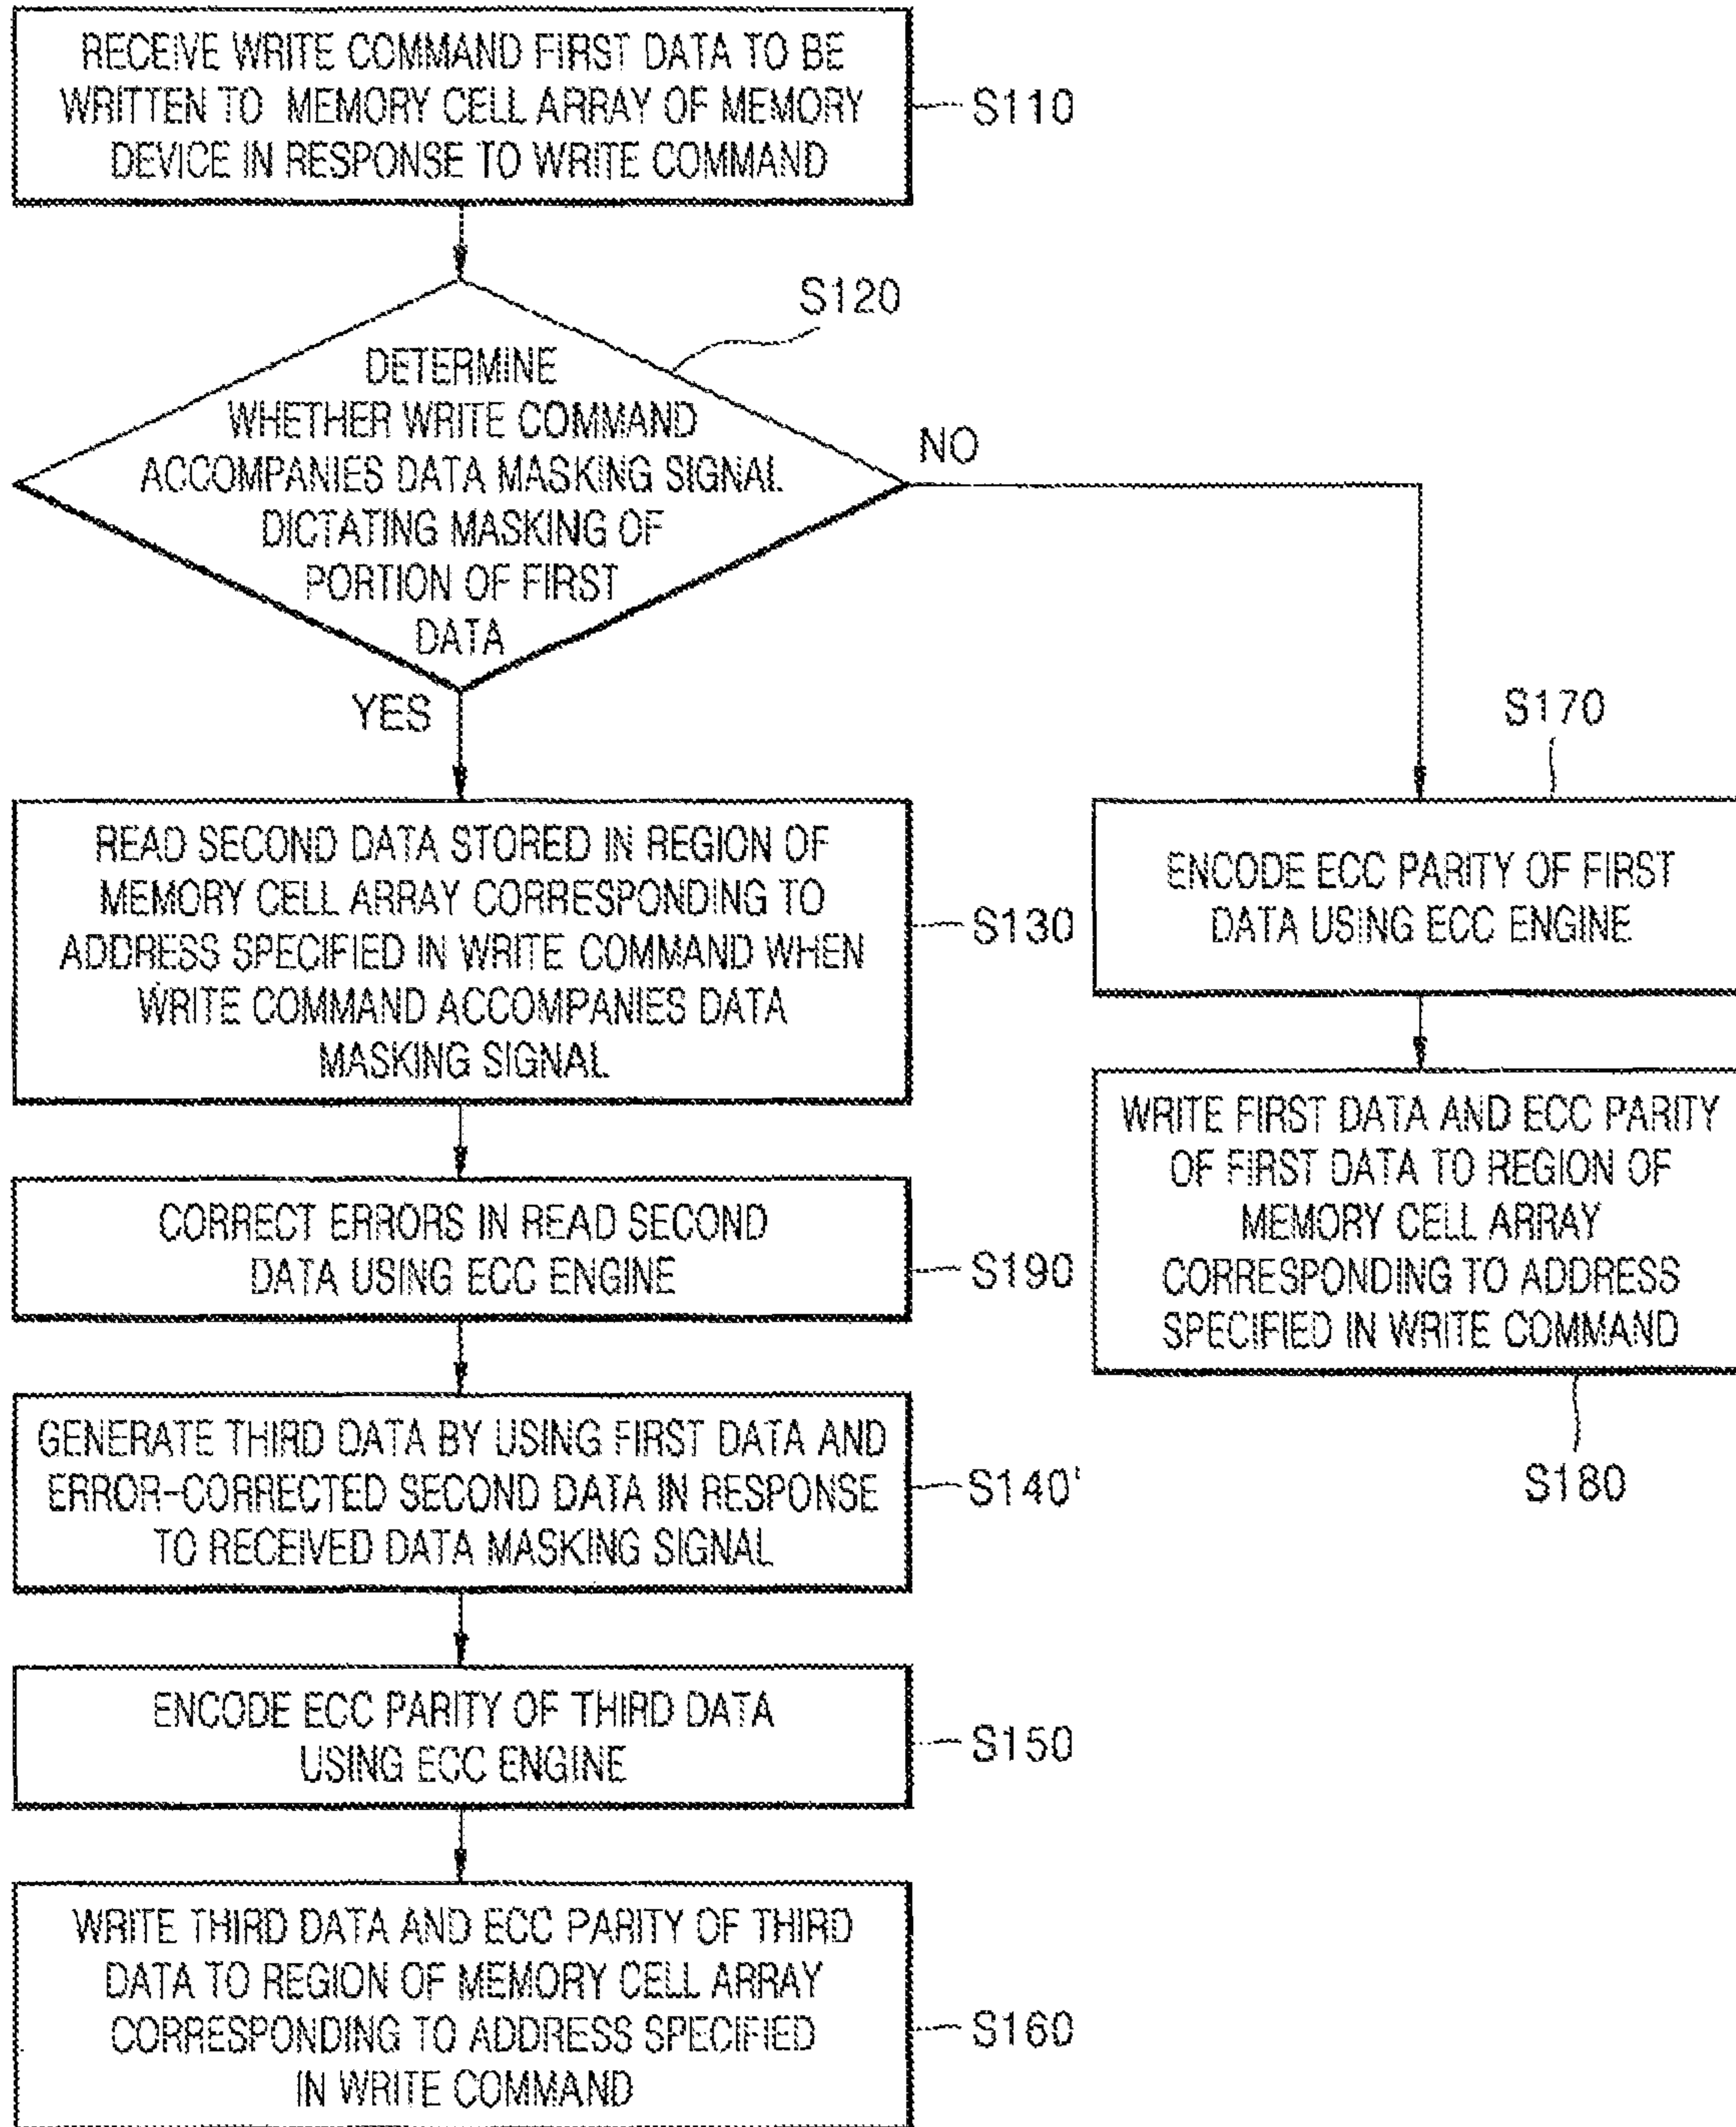 RECEIVE WRITE COMMAND FIRST DATA TO BE
WRITTEN TO MEMORY CELL ARRAY OF MEMORY
DEVICE IN RESPONSE TO WRITE COMMAND
S110
S120
DETERMINE
WHETHER WRITE COMMAND
ACCOMPANIES DATA MASKING SIGNAL
DICTATING MASKING OF
PORTION OF FIRST
DATA
NO
YES
READ SECOND DATA STORED IN REGION OF
MEMORY CELL ARRAY CORRESPONDING TO
ADDRESS SPECIFIED IN WRITE COMMAND WHEN
WRITE COMMAND ACCOMPANIES DATA
MASKING SIGNAL
S130
CORRECT ERRORS IN READ SECOND
DATA USING ECC ENGINE
S190
GENERATE THIRD DATA BY USING FIRST DATA AND
ERROR-CORRECTED SECOND DATA IN RESPONSE
TO RECEIVED DATA MASKING SIGNAL
S140'
ENCODE ECC PARITY OF THIRD DATA
USING ECC ENGINE
S150
WRITE THIRD DATA AND ECC PARITY OF THIRD
DATA TO REGION OF MEMORY CELL ARRAY
CORRESPONDING TO ADDRESS SPECIFIED
IN WRITE COMMAND
S160
S170
ENCODE ECC PARITY OF FIRST
DATA USING ECC ENGINE
WRITE FIRST DATA AND ECC PARITY
OF FIRST DATA TO REGION OF
MEMORY CELL ARRAY
CORRESPONDING TO ADDRESS
SPECIFIED IN WRITE COMMAND
S180